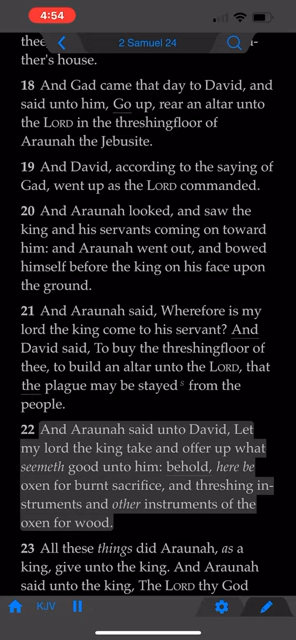 4:54
2 Samuel 24
thee
ther's house.
18 And Gad came that day to David, and
said unto him, Go up, rear an altar unto
the LORD in the threshingfloor of
Araunah the Jebusite.
19 And David, according to the saying of
Gad, went up as the LORD commanded.
20 And Araunah looked, and saw the
king and his servants coming on toward
him: and Araunah went out, and bowed
himself before the king on his face upon
the ground.
21 And Araunah said, Wherefore is my
lord the king come to his servant? And
David said, To buy the threshingfloor of
thee, to build an altar unto the LORD, that
the plague may be stayed s from the
people.
22 And Araunah said unto David, Let
my lord the king take and offer up what
seemeth good unto him: behold, here be
oxen for burnt sacrifice, and threshing in-
struments and other instruments of the
oxen for wood.
23 All these things did Araunah, as a
king, give unto the king. And Araunah
said unto the king, The LORD thy God
KJV